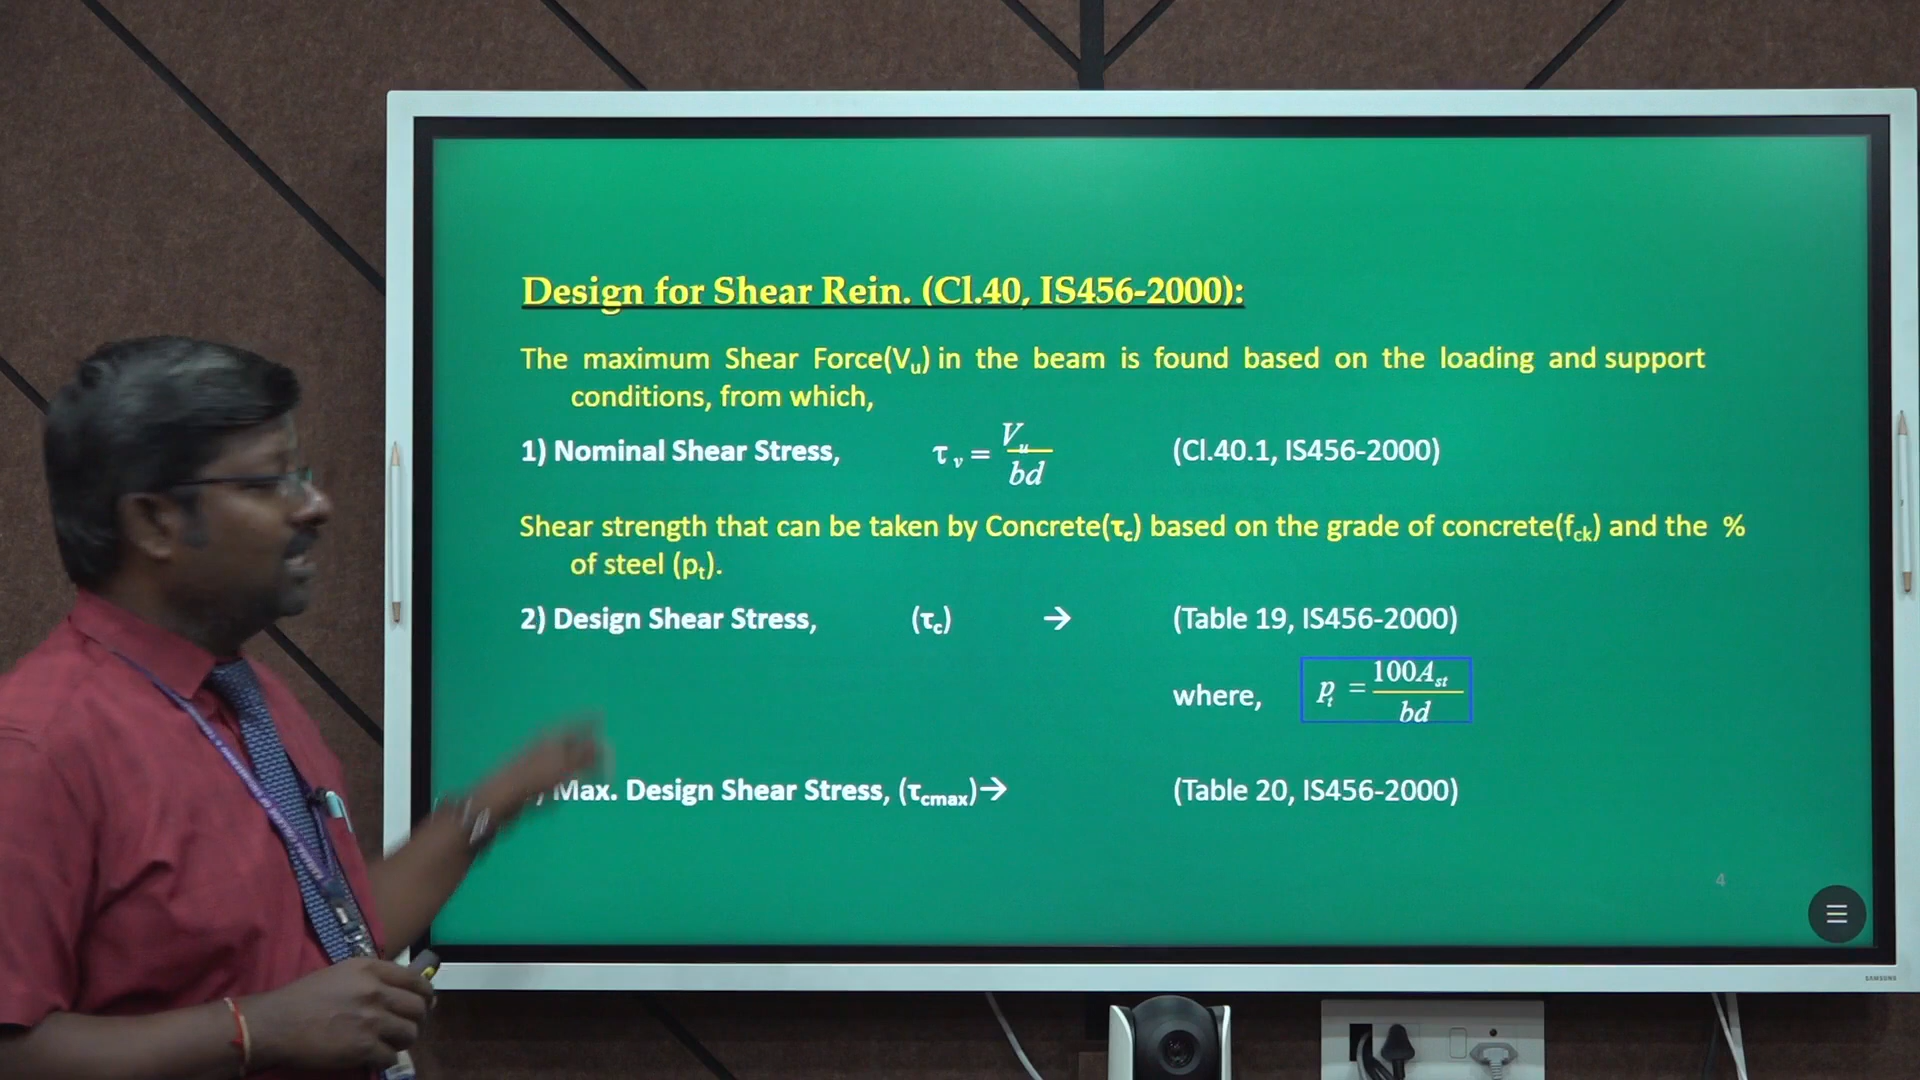 Design for Shear Rein. (Cl.40, IS456-2000):
The maximum Shear Force(Vu) in the beam is found based on the loading and support
conditions, from which,
1) Nominal Shear Stress, τv = Vu/bd (Cl.40.1, IS456-2000)
Shear strength that can be taken by Concrete(τc) based on the grade of concrete(fck) and the %
of steel (pt).
2) Design Shear Stress, (τc) → (Table 19, IS456-2000)
where, pt = 100Ast/bd
) Max. Design Shear Stress, (τcmax)→ (Table 20, IS456-2000)
4
SAMSUNG